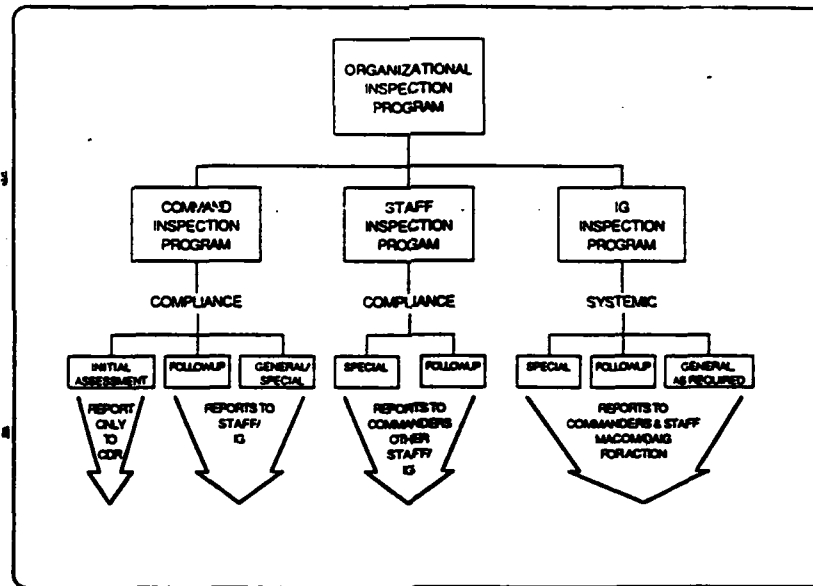 ORGANIZATIONAL
INSPECTION
PROGRAM
COMMAND
INSPECTION
PROGRAM
STAFF
INSPECTION
PROGAM
IG
INSPECTION
PROGRAM
COMPLIANCE
COMPLIANCE
SYSTEMIC
INITIAL
ASSESSMENT
FOLLOWUP
GENERAL/
SPECIAL
SPECIAL
FOLLOWUP
SPECIAL
FOLLOWUP
GENERAL
AS REQUIRED
REPORT
ONLY
TO
CDR
REPORTS TO
STAFF/
IG
REPORTS TO
COMMANDERS
OTHER
STAFF/
IG
REPORTS TO
COMMANDERS & STAFF
MACOM/DAIG
FOR ACTION